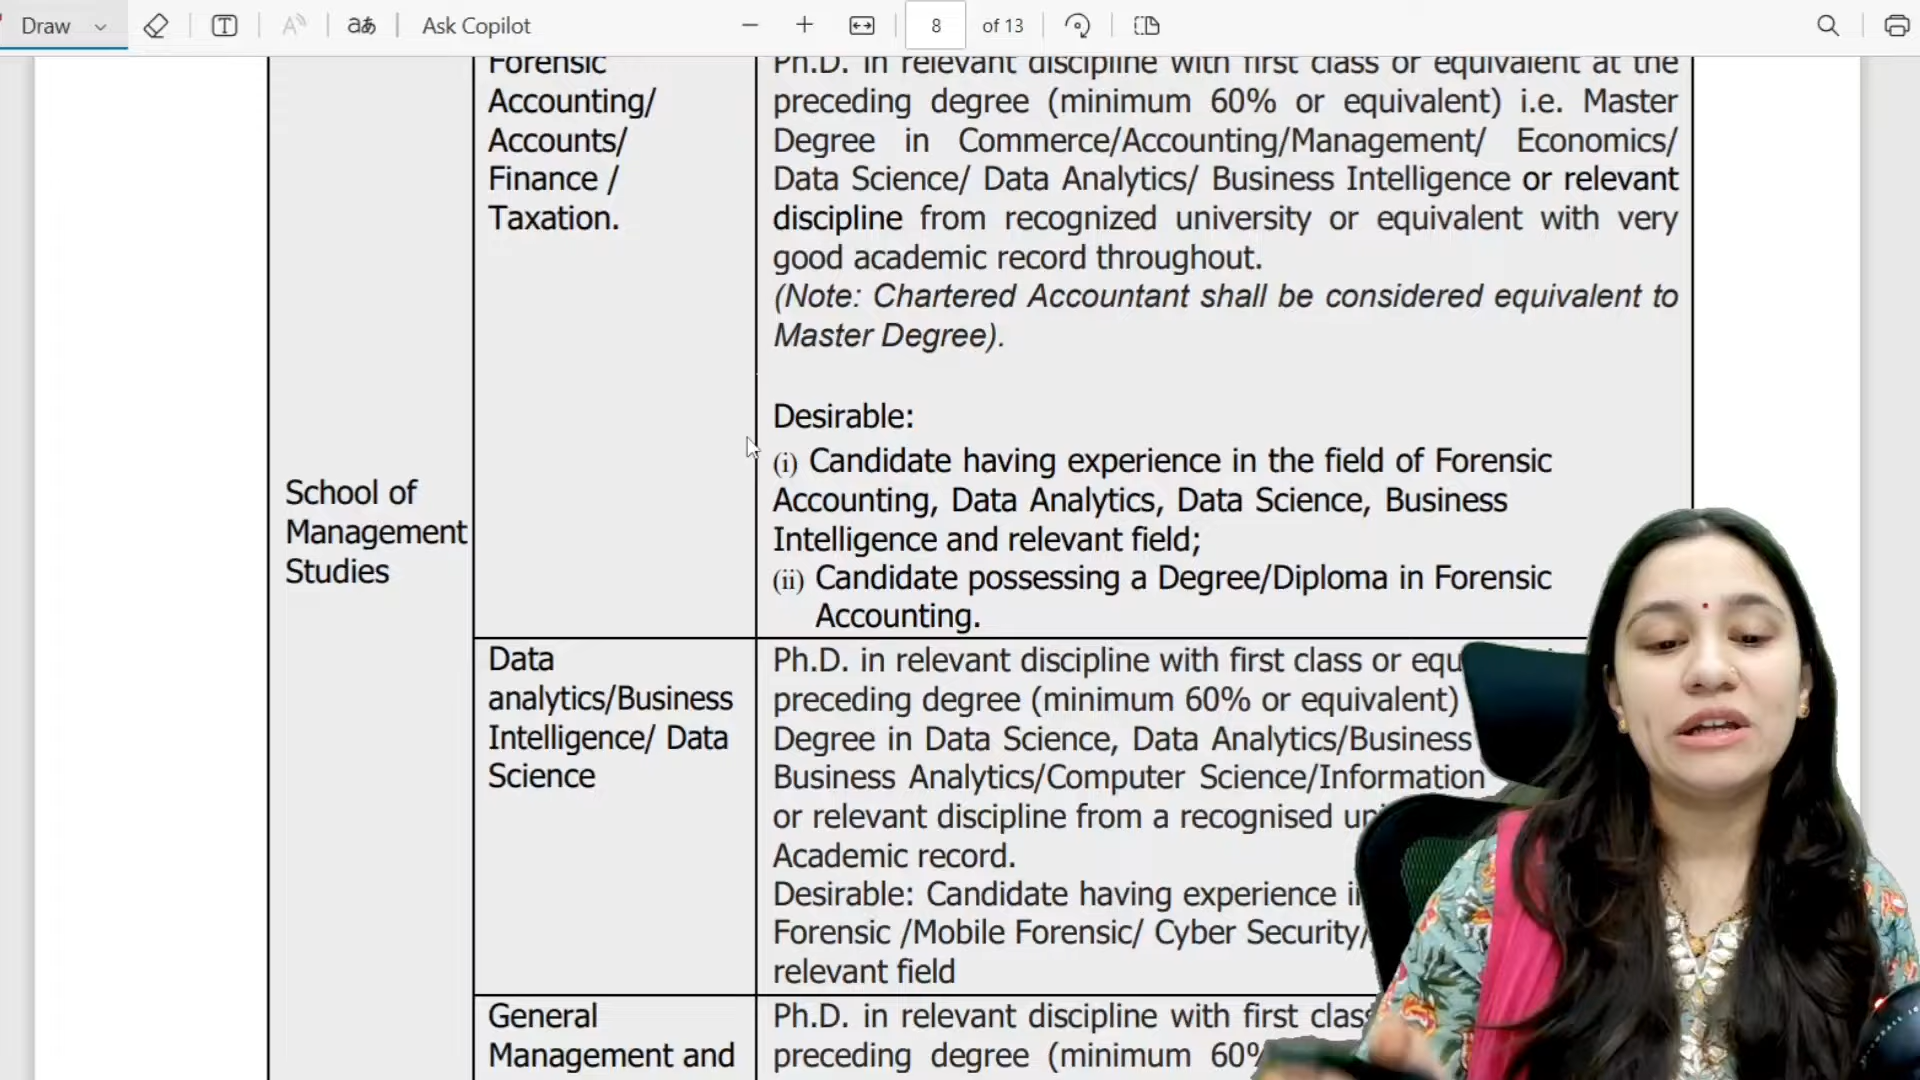 Draw
Ask Copilot
8 of 13
Forensic
Accounting/
Accounts/
Finance /
Taxation.
Ph.D. in relevant discipline with first class or equivalent at the
preceding degree (minimum 60% or equivalent) i.e. Master
Degree in Commerce/Accounting/Management/ Economics/
Data Science/ Data Analytics/ Business Intelligence or relevant
discipline from recognized university or equivalent with very
good academic record throughout.
(Note: Chartered Accountant shall be considered equivalent to
Master Degree).
Desirable:
(i) Candidate having experience in the field of Forensic
Accounting, Data Analytics, Data Science, Business
Intelligence and relevant field;
(ii) Candidate possessing a Degree/Diploma in Forensic
Accounting.
School of
Management
Studies
Data
analytics/Business
Intelligence/ Data
Science
Ph.D. in relevant discipline with first class or
preceding degree (minimum 60% or equivalent)
Degree in Data Science, Data Analytics/Business
Business Analytics/Computer Science/Information
or relevant discipline from a recognised
Academic record.
Desirable: Candidate having experience
Forensic /Mobile Forensic/ Cyber Security/
relevant field
General
Management and
Ph.D. in relevant discipline with first
preceding degree (minimum 60%